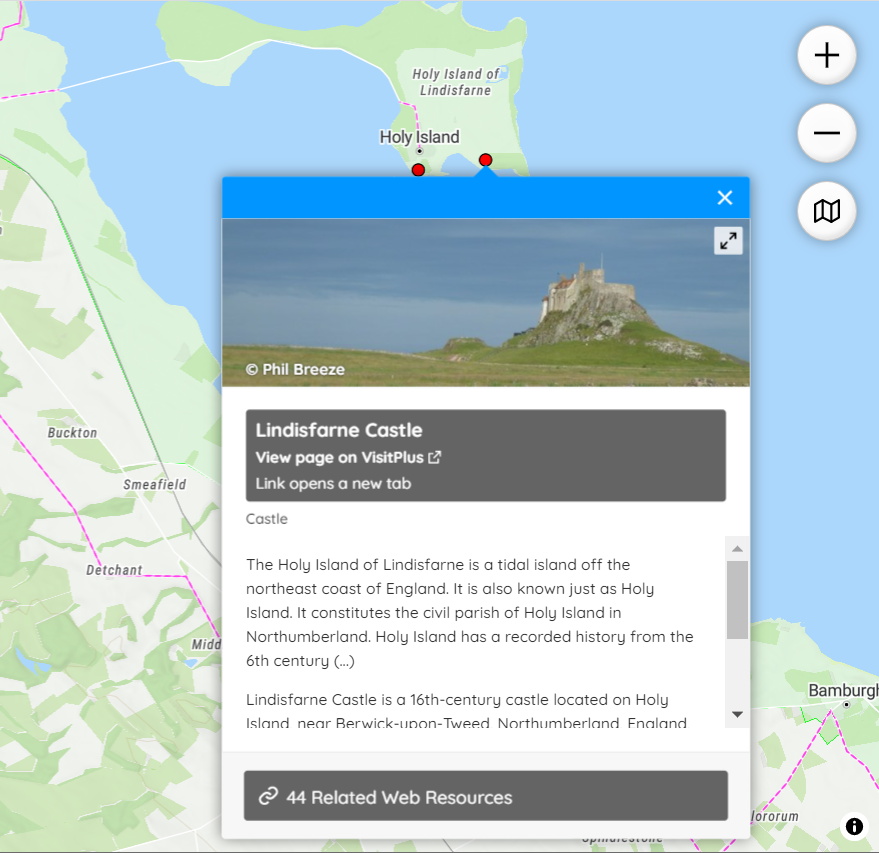 Holy Island of
Lindisfarne
Holy Island
© Phil Breeze
Lindisfarne Castle
View page on VisitPlus
Link opens a new tab
Castle
Buckton
Smeafield
The Holy Island of Lindisfarne is a tidal island off the
northeast coast of England. It is also known just as Holy
Island. It constitutes the civil parish of Holy Island in
Northumberland. Holy Island has a recorded history from the
6th century (...)
Detchant
Midd
Lindisfarne Castle is a 16th-century castle located on Holy
Island, near Berwick-upon-Tweed, Northumberland, England
Bamburgh
44 Related Web Resources
lororum